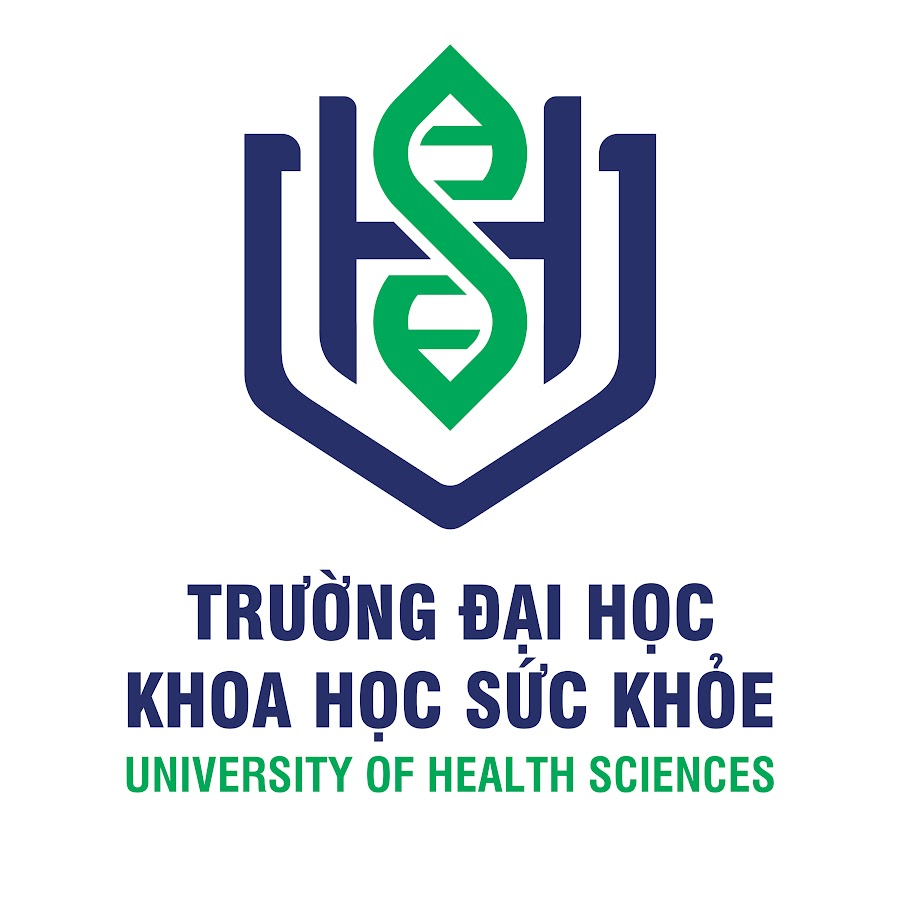 TRƯỜNG ĐẠI HỌC
KHOA HỌC SỨC KHỎE
UNIVERSITY OF HEALTH SCIENCES